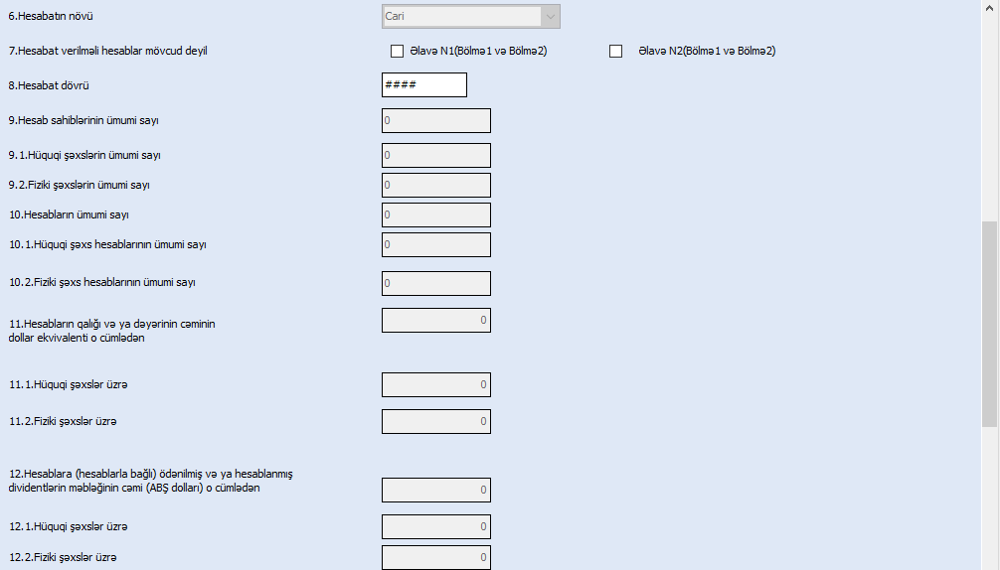 6.Hesabatın növü
Cari
7.Hesabat verilməli hesablar mövcud deyil
Əlavə N1(Bölmə1 və Bölmə2)
Əlavə N2(Bölmə1 və Bölmə2)
8.Hesabat dövrü
####
9.Hesab sahiblərinin ümumi sayı
0
9.1.Hüquqi şəxslərin ümumi sayı
0
9.2.Fiziki şəxslərin ümumi sayı
0
10.Hesabların ümumi sayı
0
10.1.Hüquqi şəxs hesablarının ümumi sayı
0
10.2.Fiziki şəxs hesablarının ümumi sayı
0
11.Hesabların qalığı və ya dəyərinin cəminin
dollar ekvivalenti o cümlədən
0
11.1.Hüquqi şəxslər üzrə
0
11.2.Fiziki şəxslər üzrə
0
12.Hesablara (hesablarla bağlı) ödənilmiş və ya hesablanmış
dividentlərin məbləğinin cəmi (ABŞ dolları) o cümlədən
0
12.1.Hüquqi şəxslər üzrə
0
12.2.Fiziki şəxslər üzrə
0